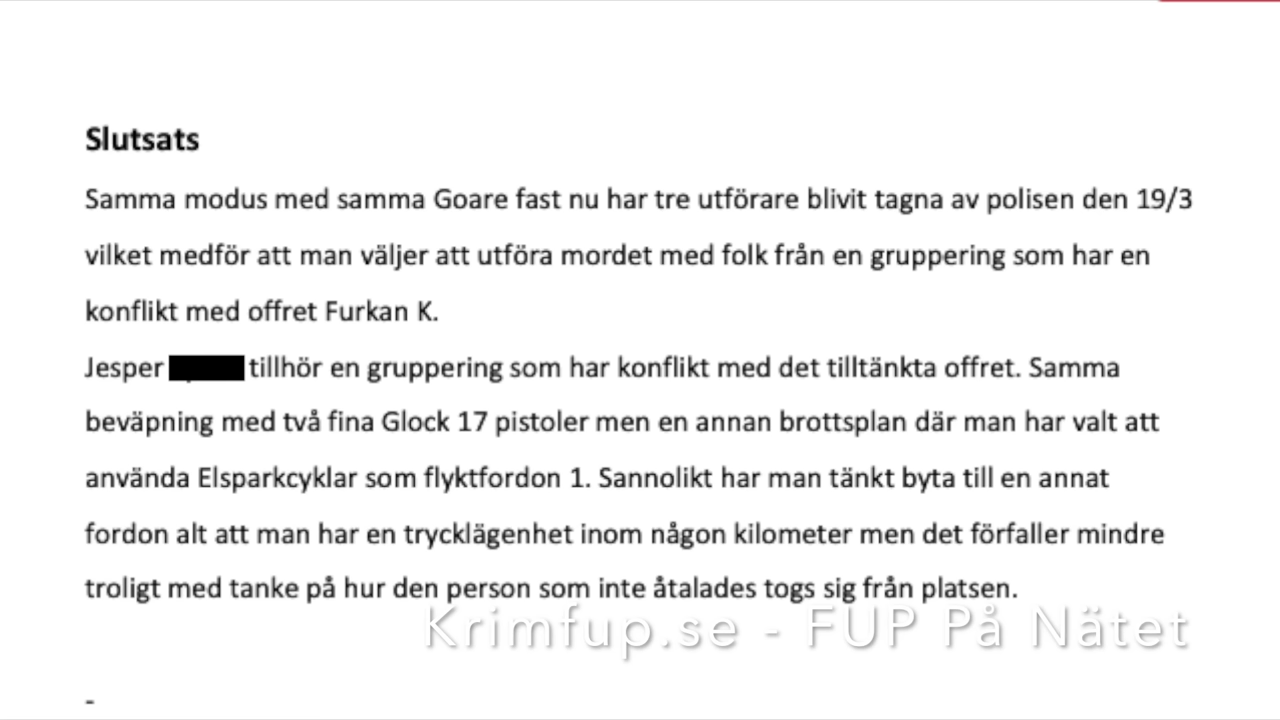 Slutsats
Samma modus med samma Goare fast nu har tre utförare blivit tagna av polisen den 19/3
vilket medför att man väljer att utföra mordet med folk från en gruppering som har en
konflikt med offret Furkan K.
Jesper tillhör en gruppering som har konflikt med det tilltänkta offret. Samma
beväpning med två fina Glock 17 pistoler men en annan brottsplan där man har valt att
använda Elsparkcyklar som flyktfordon 1. Sannolikt har man tänkt byta till en annat
fordon alt att man har en trycklägenhet inom någon kilometer men det förfaller mindre
troligt med tanke på hur den person som inte åtalades togs sig från platsen.
Krimfup.se - FUP På Nätet
-